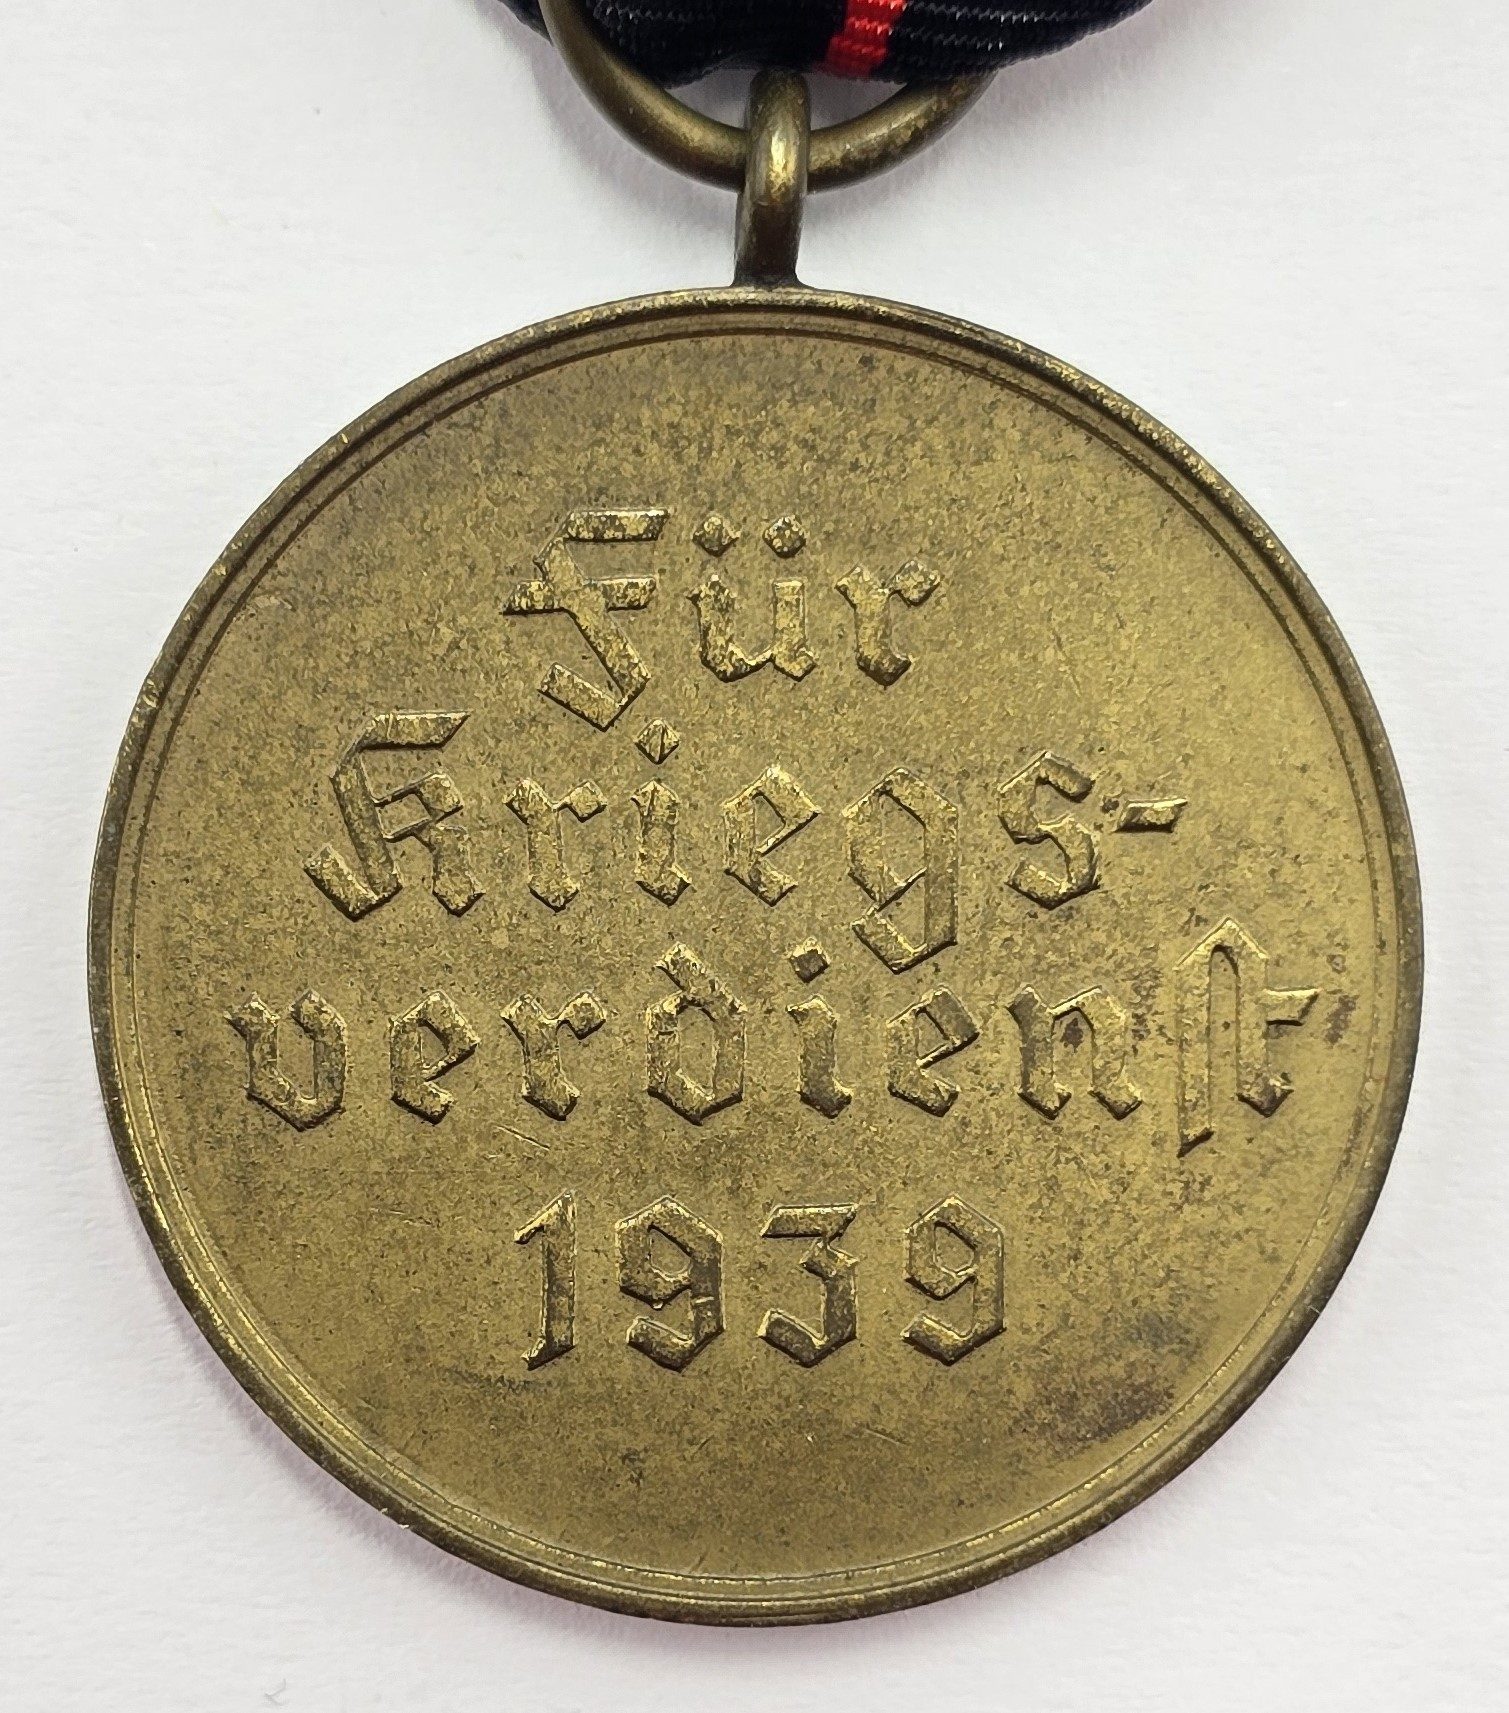 Für
Kriegs-
verdienſt
1939